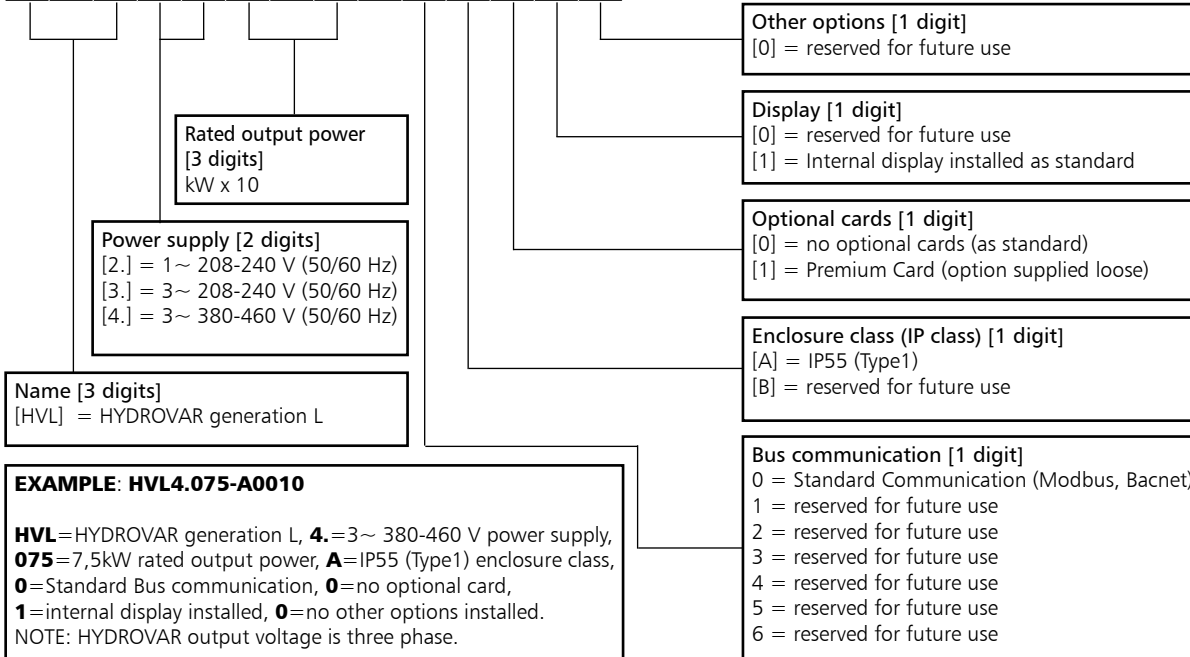 Other options [1 digit]
[0] = reserved for future use
Display [1 digit]
[0] = reserved for future use
[1] = Internal display installed as standard
Rated output power
[3 digits]
kW x 10
Optional cards [1 digit]
[0] = no optional cards (as standard)
[1] = Premium Card (option supplied loose)
Power supply [2 digits]
[2.] = 1~ 208-240 V (50/60 Hz)
[3.] = 3~ 208-240 V (50/60 Hz)
[4.] = 3~ 380-460 V (50/60 Hz)
Enclosure class (IP class) [1 digit]
[A] = IP55 (Type1)
[B] = reserved for future use
Name [3 digits]
[HVL] = HYDROVAR generation L
Bus communication [1 digit]
0 = Standard Communication (Modbus, Bacnet)
1 = reserved for future use
2 = reserved for future use
3 = reserved for future use
4 = reserved for future use
5 = reserved for future use
6 = reserved for future use
EXAMPLE: HVL4.075-A0010
HVL=HYDROVAR generation L, 4.=3~ 380-460 V power supply,
075=7,5kW rated output power, A=IP55 (Type1) enclosure class,
0=Standard Bus communication, 0=no optional card,
1=internal display installed, 0=no other options installed.
NOTE: HYDROVAR output voltage is three phase.